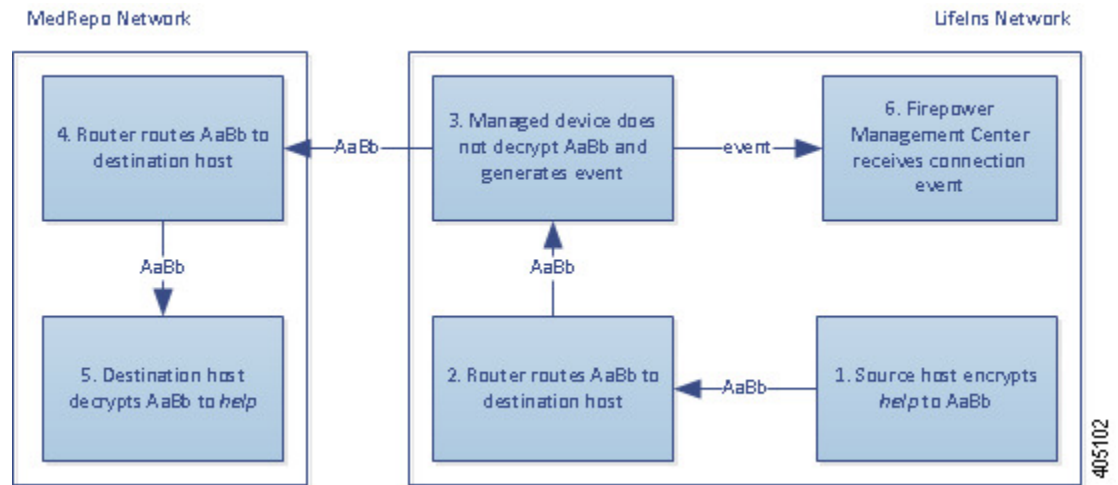 MedRepo Network
LifeIns Network
4. Router routes AaBb to
destination host
AaBb
3. Managed device does
not decrypt AaBb and
generates event
event
6. Firepower
Management Center
receives connection
event
AaBb
AaBb
5. Destination host
decrypts AaBb to help
2. Router routes AaBb to
destination host
AaBb
1. Source host encrypts
help to AaBb
405102